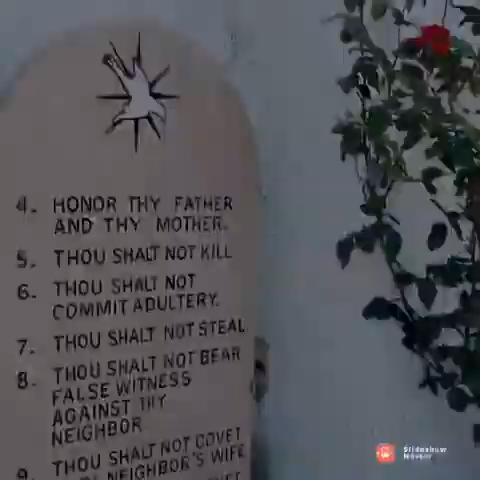 4. HONOR THY FATHER
AND THY MOTHER.
5. THOU SHALT NOT KILL
6. THOU SHALT NOT
COMMIT ADULTERY.
7. THOU SHALT NOT STEAL
8. THOU SHALT NOT BEAR
FALSE WITNESS
AGAINST THY
NEIGHBOR
9. THOU SHALT NOT COVET
NEIGHBOR'S WIFE
Slideshow